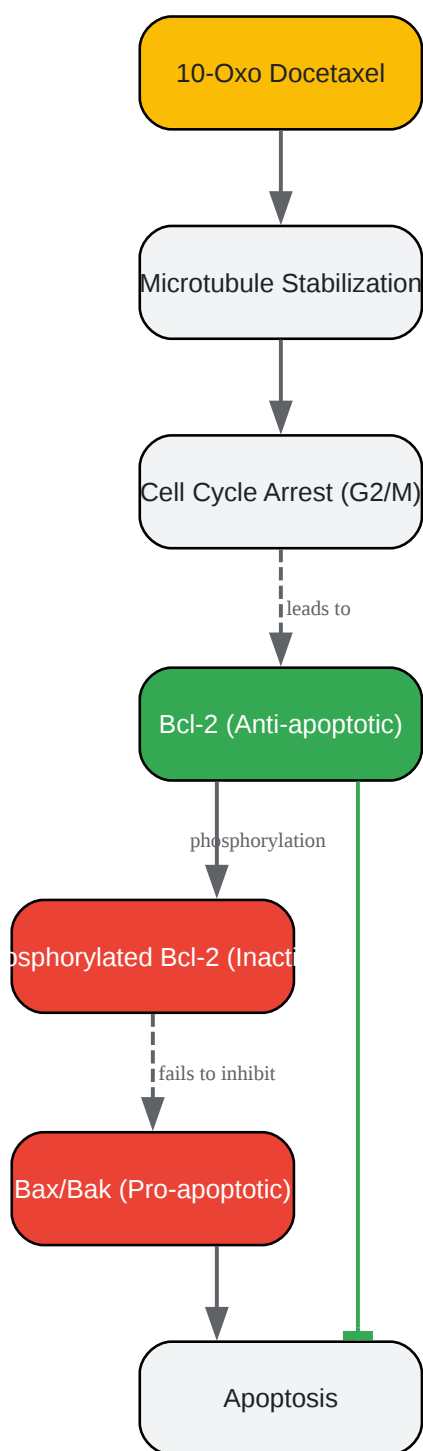 10-Oxo Docetaxel
Microtubule Stabilization
Cell Cycle Arrest (G2/M)
leads to
Bcl-2 (Anti-apoptotic)
phosphorylation
osphorylated Bcl-2 (Inacti
fails to inhibit
Bax/Bak (Pro-apoptotic)
Apoptosis